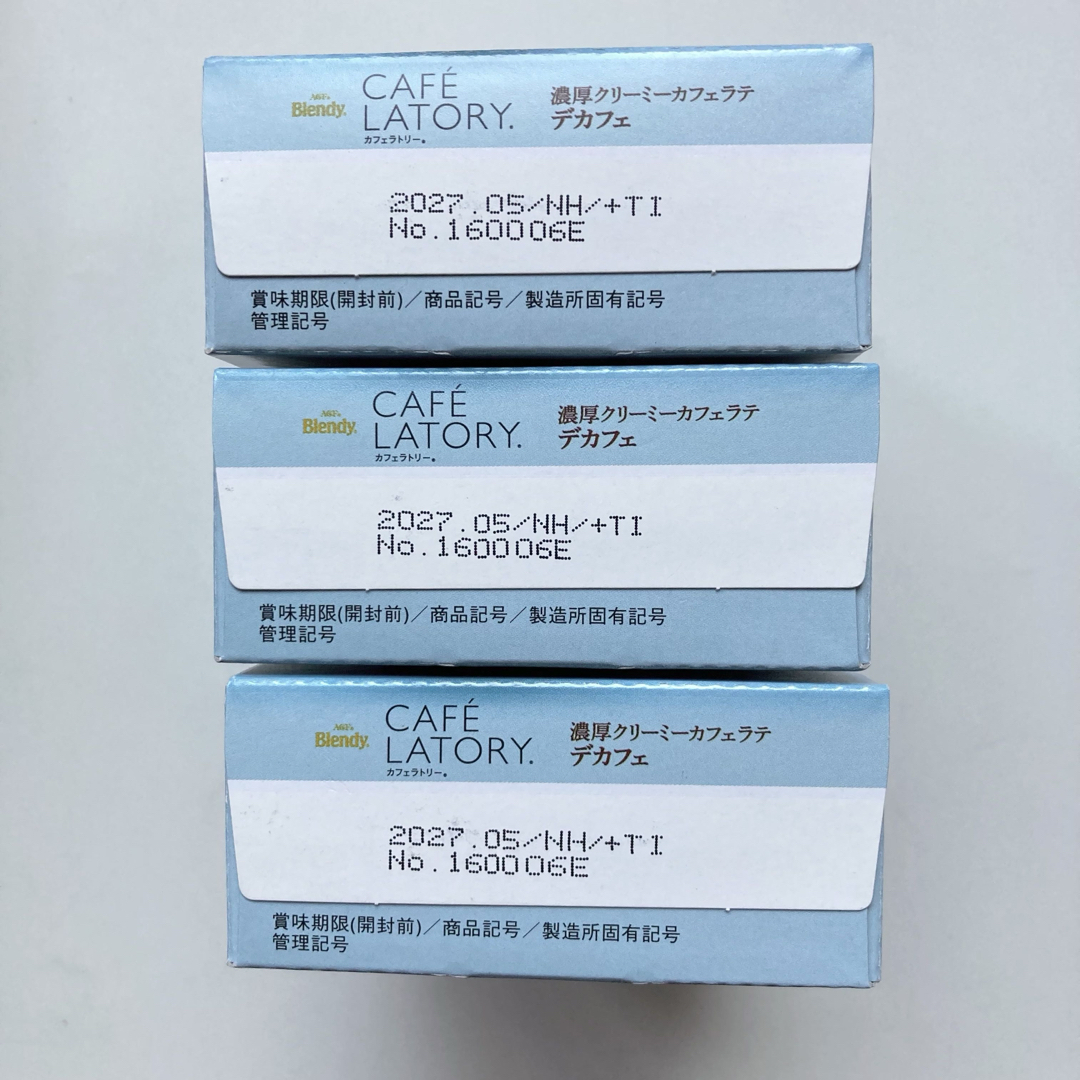 AGF®
Blendy®
CAFÉ
LATORY.
カフェラトリー®
濃厚クリーミーカフェラテ
デカフェ
2027.05/NH/+TI
No.160006E
賞味期限(開封前)/商品記号/製造所固有記号
管理記号
AGF®
Blendy®
CAFÉ
LATORY.
カフェラトリー®
濃厚クリーミーカフェラテ
デカフェ
2027.05/NH/+TI
No.160006E
賞味期限(開封前)/商品記号/製造所固有記号
管理記号
AGF®
Blendy®
CAFÉ
LATORY.
カフェラトリー®
濃厚クリーミーカフェラテ
デカフェ
2027.05/NH/+TI
No.160006E
賞味期限(開封前)/商品記号/製造所固有記号
管理記号